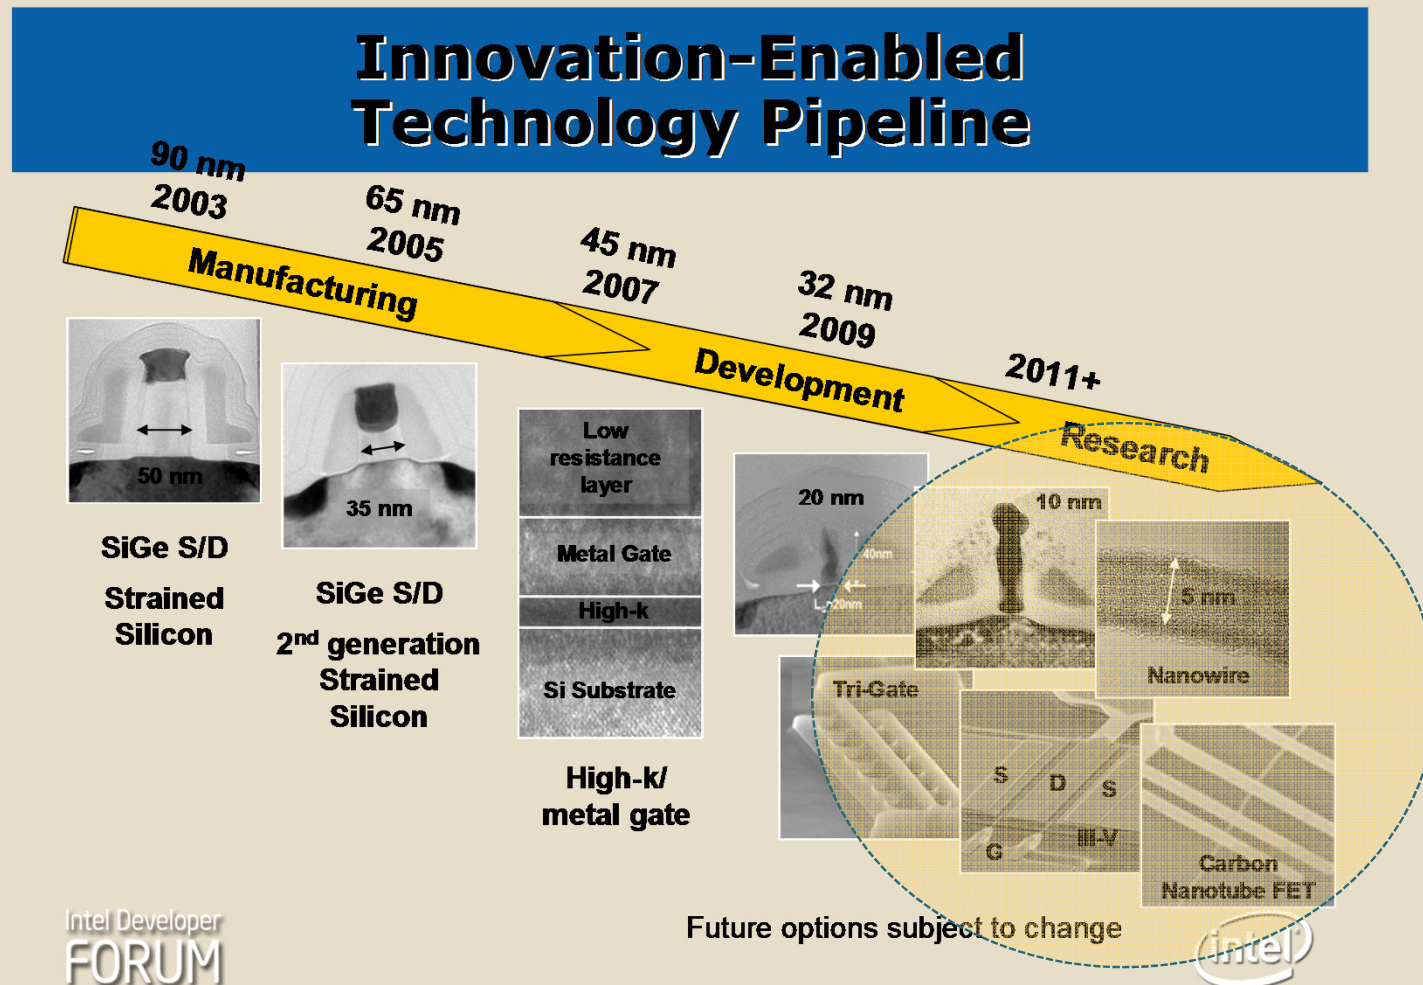 Innovation-Enabled
Technology Pipeline
90 nm
2003
65 nm
2005
45 nm
2007
32 nm
2009
2011+
Manufacturing
Development
Research
50 nm
SiGe S/D
Strained
Silicon
35 nm
SiGe S/D
2nd generation
Strained
Silicon
Low
resistance
layer
Metal Gate
High-k
Si Substrate
High-k/
metal gate
20 nm
40nm
10 nm
5 nm
Nanowire
Tri-Gate
S
D
S
G
III-V
Carbon
Nanotube FET
Future options subject to change
Intel Developer
FORUM
intel